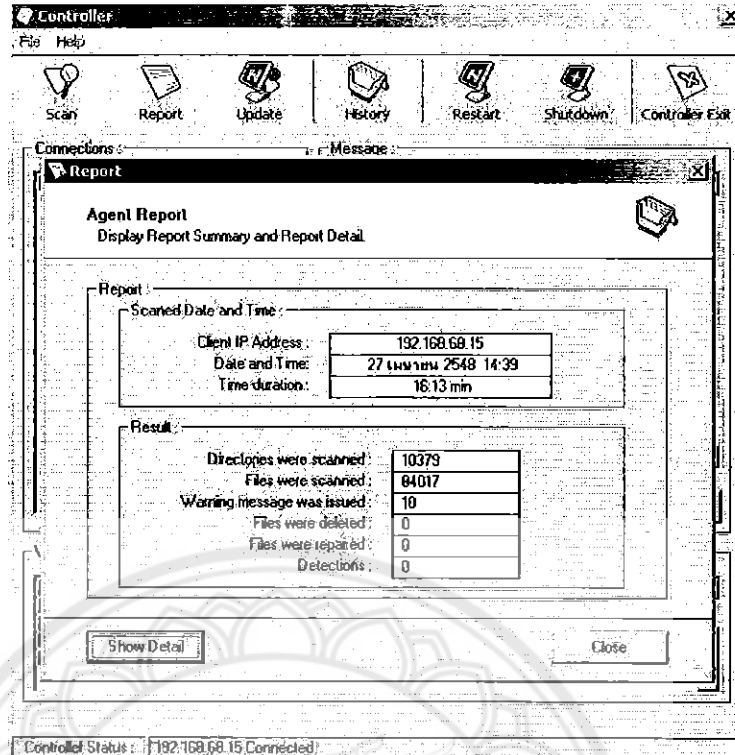 Controller
File Help
Scan Report Update History Restart Shutdown Controller Exit
Connections : Message :
Report
Agent Report
Display Report Summary and Report Detail.
Report :
Scaned Date and Time :
Client IP Address : 192.168.68.15
Date and Time: 27 เมษายน 2548 14:39
Time duration : 16:13 min
Result :
Directories were scanned : 10379
Files were scanned : 84017
Warning message was issued : 10
Files were deleted : 0
Files were repaired : 0
Detections : 0
Show Detail Close
Controller Status : 192.168.68.15 Connected